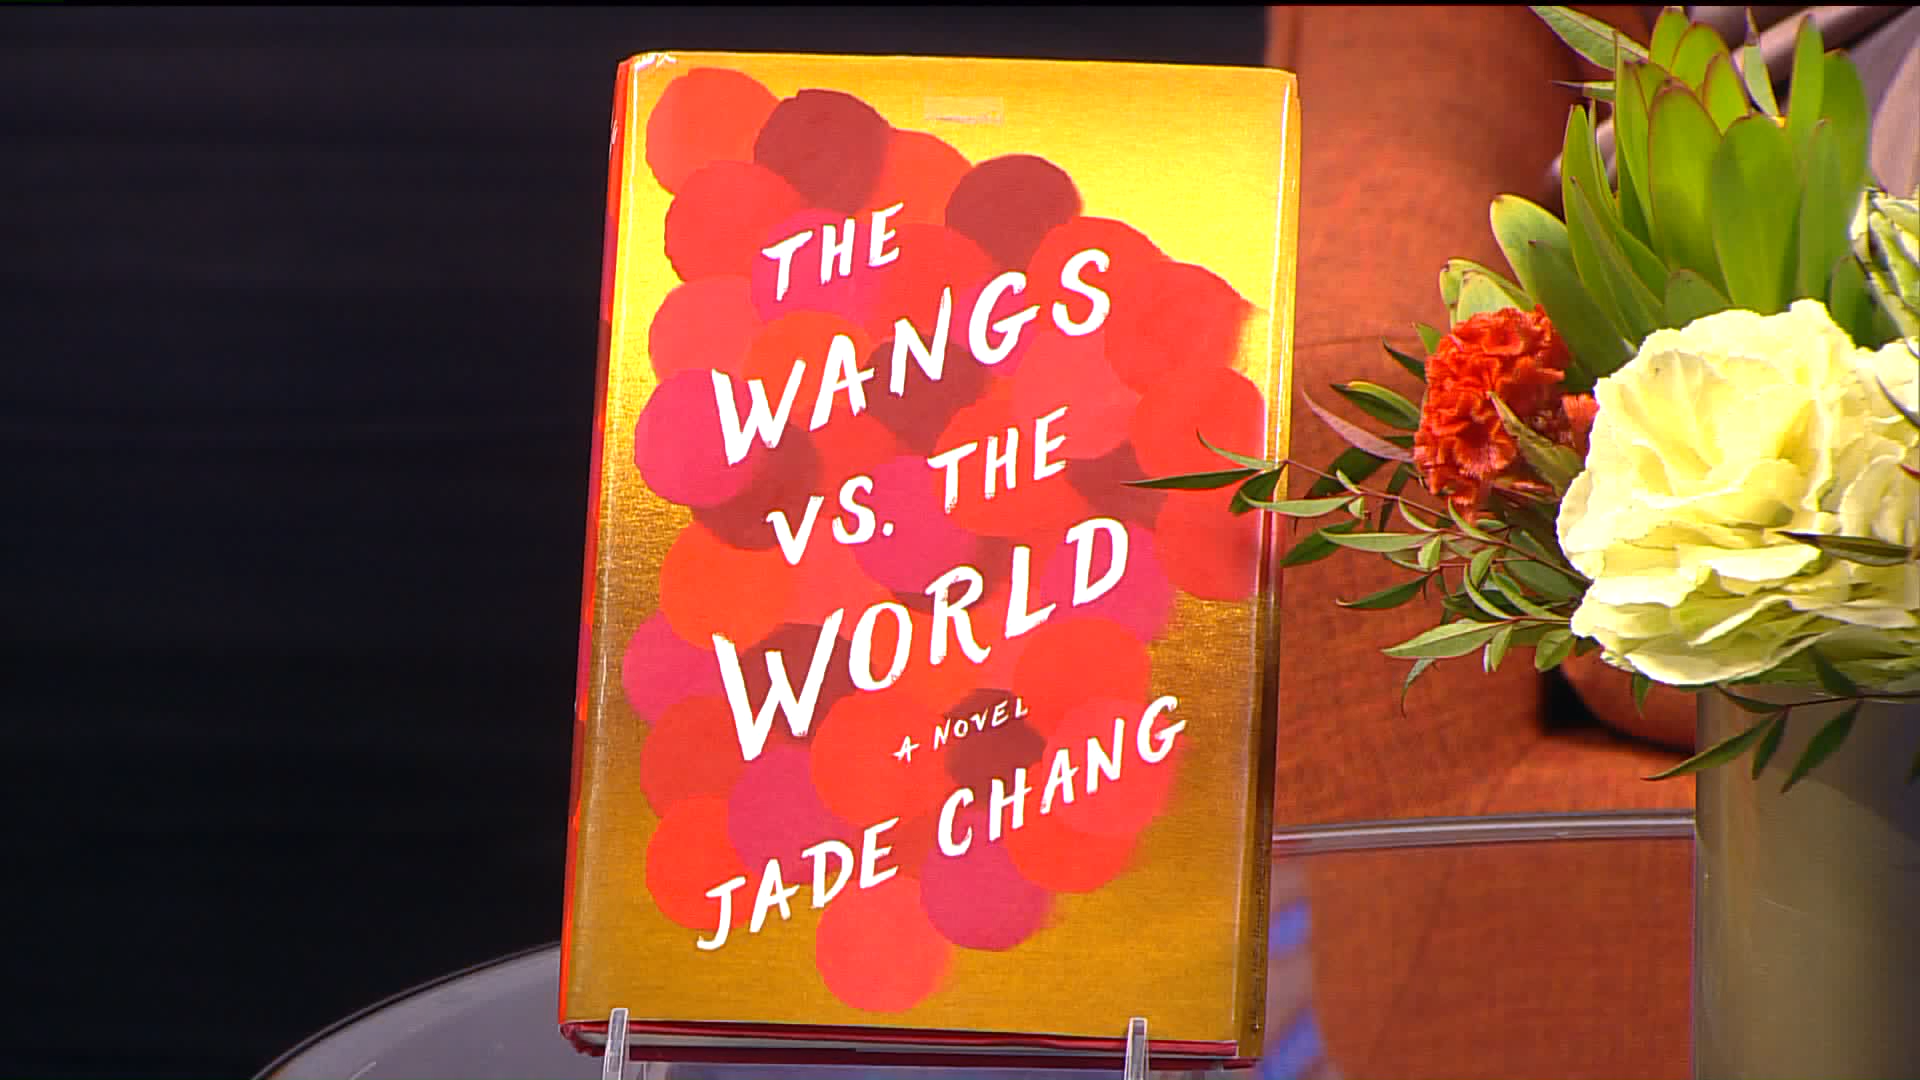 THE
WANGS
VS. THE
WORLD
A NOVEL
JADE CHANG